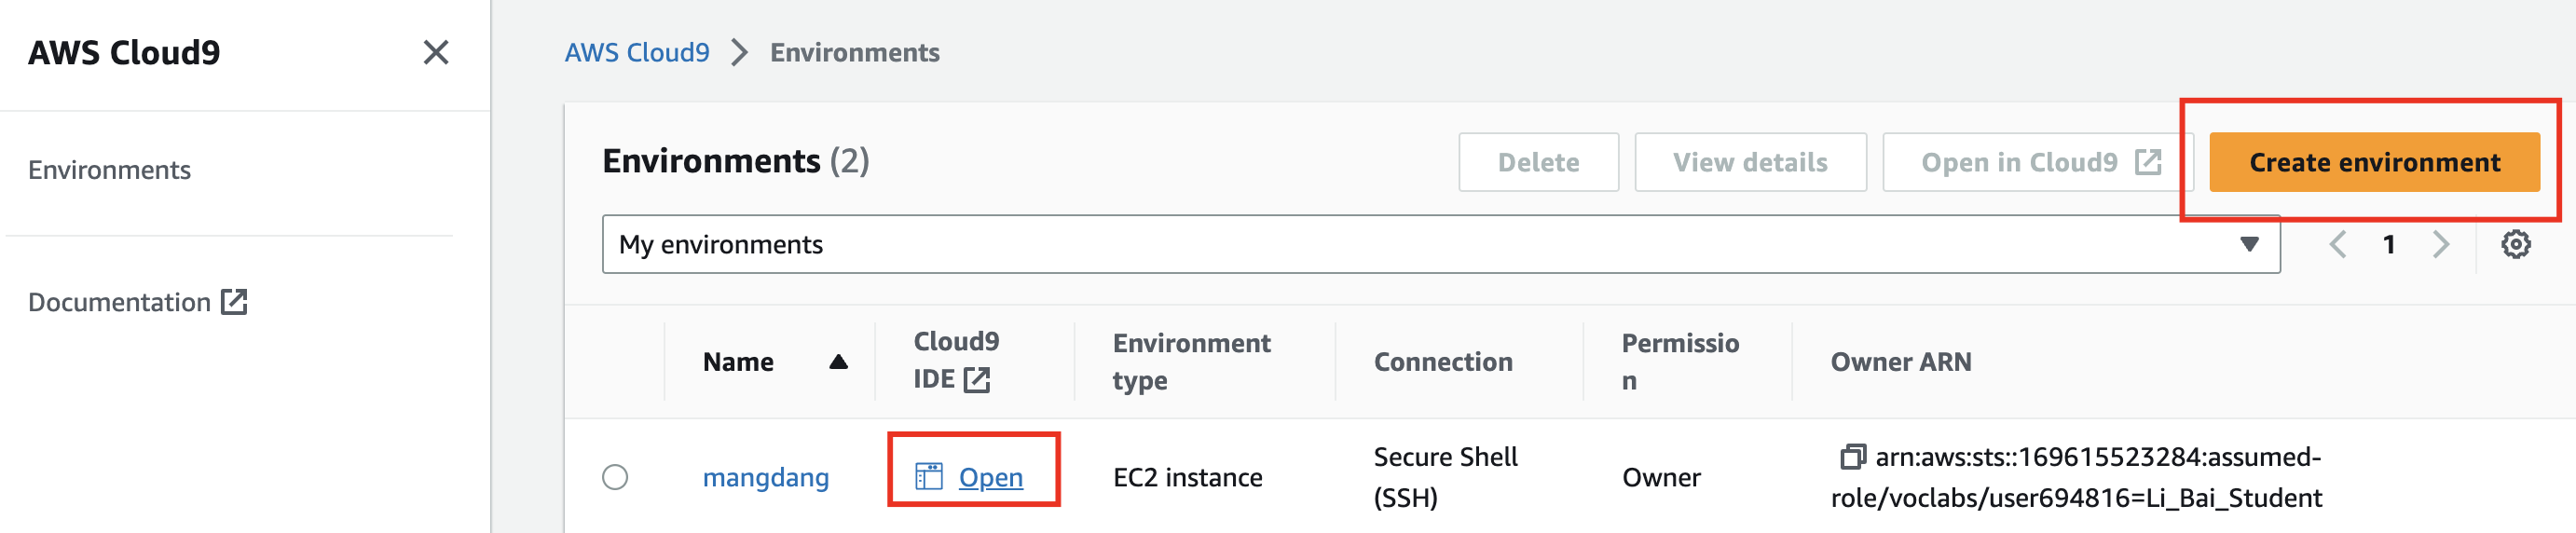 AWS Cloud9
Environments
Documentation
AWS Cloud9 > Environments
Environments (2)
Delete
View details
Open in Cloud9
Create environment
My environments
1
Name
Cloud9
IDE
Environment
type
Connection
Permissio
n
Owner ARN
mangdang
Open
EC2 instance
Secure Shell
(SSH)
Owner
arn:aws:sts::169615523284:assumed-
role/voclabs/user694816=Li_Bai_Student